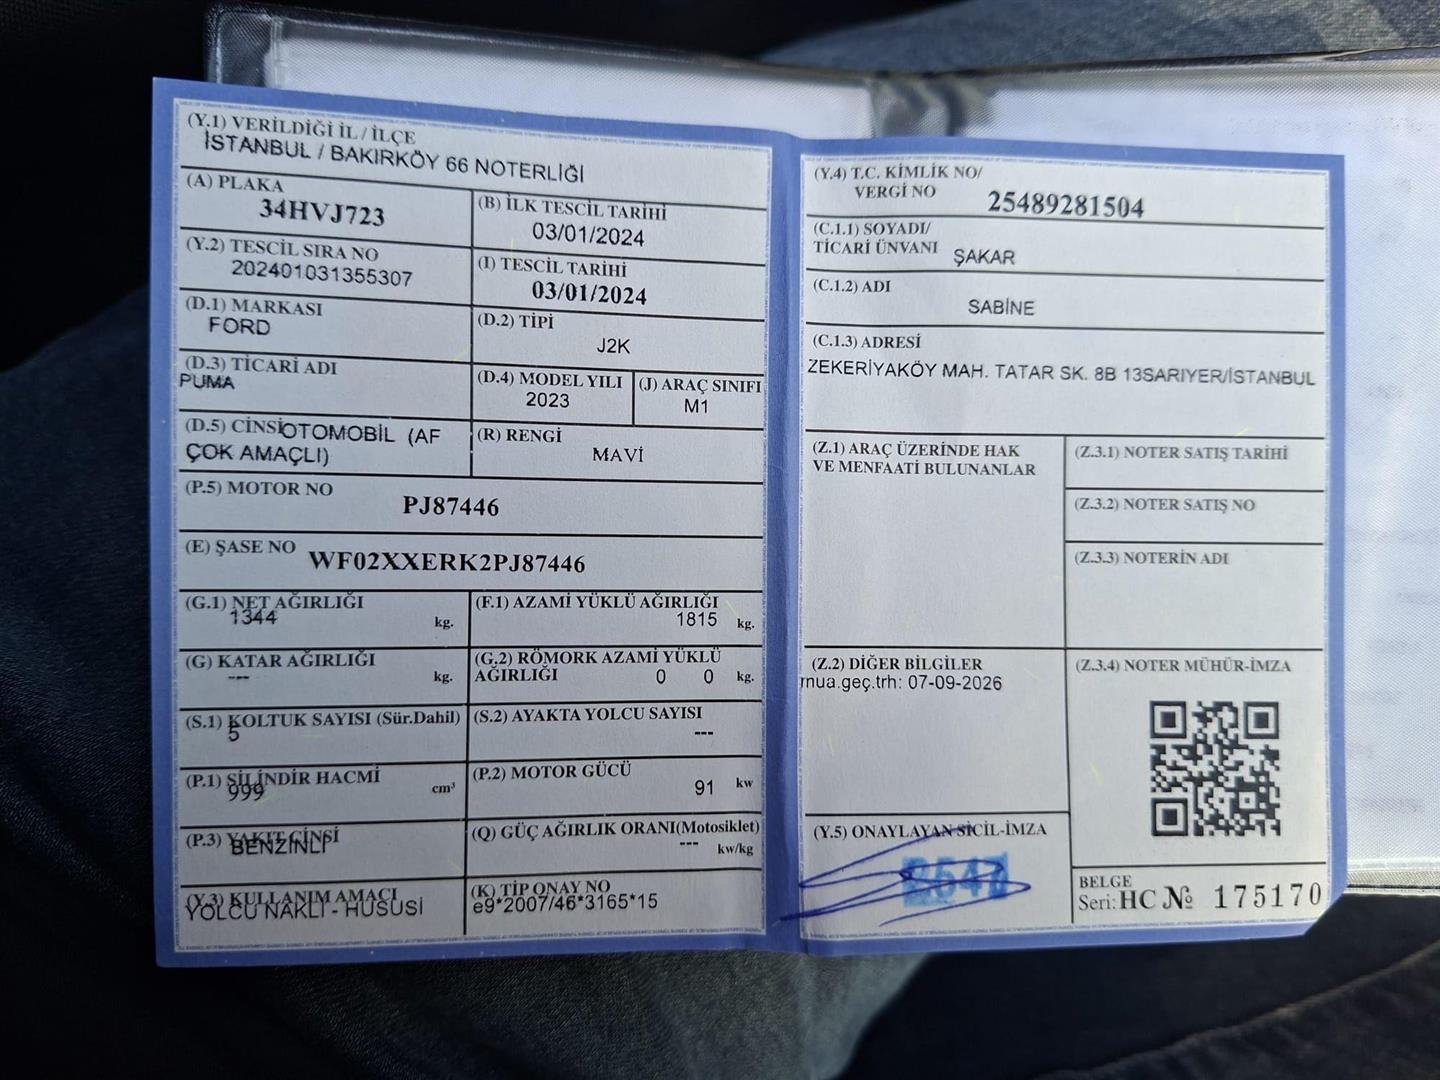 (Y.1) VERİLDİĞİ İL / İLÇE
İSTANBUL / BAKIRKÖY 66 NOTERLİĞİ
(A) PLAKA
34HVJ723
(B) İLK TESCİL TARİHİ
03/01/2024
(Y.2) TESCİL SIRA NO
202401031355307
(I) TESCİL TARİHİ
03/01/2024
(D.1) MARKASI
FORD
(D.2) TİPİ
J2K
(D.3) TİCARİ ADI
PUMA
(D.4) MODEL YILI
2023
(J) ARAÇ SINIFI
M1
(D.5) CİNSİ OTOMOBİL (AF
ÇOK AMAÇLI)
(R) RENGİ
MAVİ
(P.5) MOTOR NO
PJ87446
(E) ŞASE NO
WF02XXERK2PJ87446
(G.1) NET AĞIRLIĞI
1344 kg.
(F.1) AZAMİ YÜKLÜ AĞIRLIĞI
1815 kg.
(G) KATAR AĞIRLIĞI
--- kg.
(G.2) RÖMORK AZAMİ YÜKLÜ
AĞIRLIĞI 0 0 kg.
(S.1) KOLTUK SAYISI (Sür.Dahil)
5
(S.2) AYAKTA YOLCU SAYISI
---
(P.1) SİLİNDİR HACMİ
999 cm³
(P.2) MOTOR GÜCÜ
91 kw
(P.3) YAKIT CİNSİ
BENZİNLİ
(Q) GÜÇ AĞIRLIK ORANI(Motosiklet)
--- kw/kg
(Y.3) KULLANIM AMACI
YOLCU NAKLİ - HUSUSİ
(K) TİP ONAY NO
e9*2007/46*3165*15
(Y.4) T.C. KİMLİK NO/
VERGİ NO
25489281504
(C.1.1) SOYADI/
TİCARİ ÜNVANI ŞAKAR
(C.1.2) ADI
SABİNE
(C.1.3) ADRESİ
ZEKERİYAKÖY MAH. TATAR SK. 8B 13SARIYER/İSTANBUL
(Z.1) ARAÇ ÜZERİNDE HAK
VE MENFAATİ BULUNANLAR
(Z.3.1) NOTER SATIŞ TARİHİ
(Z.3.2) NOTER SATIŞ NO
(Z.3.3) NOTERİN ADI
(Z.2) DİĞER BİLGİLER
mua.geç.trh: 07-09-2026
(Z.3.4) NOTER MÜHÜR-İMZA
(Y.5) ONAYLAYAN SİCİL-İMZA
BELGE
Seri: HC № 175170